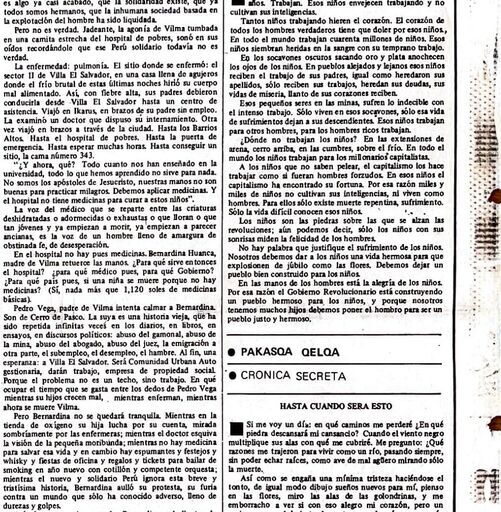 es algo ya casi acabado, que la solidaridad existe, que ya
todos somos hermanos, que la inhumana sociedad basada en
la explotación del hombre ha sido liquidada.
Pero no es verdad. Jadeante, la agonía de Vilma tumbada
en una camita estrecha del hospital de pobres, sonó en sus
oídos recordándole que ese Perú solidario todavía no es
verdad.
La enfermedad: pulmonía. El sitio donde se enfermó: el
sector II de Villa El Salvador, en una casa llena de agujeros
donde el frío brutal de estas últimas noches hirió su cuerpo
mal alimentado. Así, con fiebre alta, sus padres debieron
conducirla desde Villa El Salvador hasta un centro de
asistencia. Viajó en Ikarus, en brazos de su padre sin empleo.
La examinó un doctor que dispuso su internamiento. Otra
vez viajó en brazos a través de la ciudad. Hasta los Barrios
Altos. Hasta el hospital de pobres. Hasta la puerta de
emergencia. Hasta esperar muchas horas. Hasta conseguir un
sitio, la cama número 343.
"¿Y ahora, qué? Todo cuanto nos han enseñado en la
universidad, todo lo que hemos aprendido no sirve para nada.
No somos los apóstoles de Jesucristo, nuestras manos no son
buenas para practicar milagros. Debemos aplicar medicinas. Y
el hospital no tiene medicinas para curar a estos niños".
La voz del médico que se reparte entre las criaturas
deshidratadas o adormecidas o exhaustas o que lloran o que
tan jóvenes y ya empiezan a morir, ya empiezan a parecer
ancianos, es la voz de un hombre lleno de amargura de
obstinada fe, de desesperación.
En el hospital no hay pues medicinas. Bernardina Huanca,
madre de Vilma retuerce las manos. ¿Para qué sirve entonces
el hospital? ¿para qué médico pues, para qué Gobierno?
¿Para qué país pues, si una niña se muere porque no hay
medicinas? (Sí, nada más que 1,120 soles de medicinas
básicas).
Pedro Vega, padre de Vilma intenta calmar a Bernardina.
Son de Cerro de Pasco. La suya es una historia vieja, que ha
sido repetida infinitas veces en los diarios, en libros, en
ensayos, en discursos políticos: abuso del gamonal, abuso de
la mina, abuso del abogado, abuso del juez, la emigración a
otra parte, el subempleo, el desempleo, el hambre. Al fin, una
esperanza: a Villa El Salvador. Será Comunidad Urbana Auto
gestionaria, darán trabajo, empresa de propiedad social.
Porque el problema no es un techo, sino trabajo. En qué
ocupar el tiempo que se gasta entre los dedos de Pedro Vega
mientras su hijos crecen mal, mientras enferman, mientras
ahora se muere Vilma.
Pero Bernardina no se quedará tranquila. Mientras en la
tienda de oxígeno su hija lucha por su cuenta, mirada
sombríamente por las enfermeras; mientras el doctor esquiva
la visión de la pequeña moribunda; mientras no hay medicina
para salvar esa vida y en cambio hay espumantes y festejos y
whisky y fiestas de oficina y regalos y tickets para bailar de
smoking en año nuevo con cotillón y competente orquesta;
mientras el nuevo y solidario Perú ignora esta breve y
tristísima historia, Bernardina aulló su protesta, su furia
contra un mundo que sólo ha conocido adverso, lleno de
durezas y golpes.
años. Trabajan. Esos niños envejecen trabajando y no
cultivan sus inteligencias.
Tantos niños trabajando hieren el corazón. El corazón de
todos los hombres verdaderos tiene que doler por esos niños,
En todo el mundo trabajan cuarenta millones de niños. Esos
niños siembran heridas en la sangre con su temprano trabajo.
En los socavones oscuros sacando oro y plata anochecen
los ojos de los niños. En pueblos alejados y lejanos esos niños
reciben el trabajo de sus padres, igual como heredaron sus
apellidos, sólo reciben sus trabajos, heredan sus deudas, sus
vidas de miseria, llanto de sus corazones reciben.
Esos pequeños seres en las minas, sufren lo indecible con
el intenso trabajo. Sólo viven en esos socavones, sólo esa vida
de sufrimientos dejan a sus descendientes. Esos niños trabajan
para otros hombres, para los hombres ricos trabajan.
¿Dónde no trabajan los niños? En las extensiones de
arena, cerro arriba, en las cumbres, sobre el frío. En todo el
mundo los niños trabajan para los millonarios capitalistas.
A los niños que no saben pelear, el capitalismo los hace
trabajar como si fueran hombres forzudos. En esos niños el
capitalismo ha encontrado su fortuna. Por esa razón miles y
miles de niños no cultivan sus inteligencias, ni viven como
hombres. Para ellos sólo existe muerte repentina, sufrimiento.
Sólo la vida difícil conocen esos niños.
Los niños son las piedras sobre las que se alzan las
revoluciones; aún podemos decir, sólo los niños con sus
sonrisas miden la felicidad de los hombres.
No hay palabra que justifique el sufrimiento de los niños.
Nosotros debemos dar a los niños una vida hermosa para que
explosionen de júbilo como las flores. Debemos dejar un
pueblo bien construido para los niños.
En las manos de los hombres está la alegría de los niños.
Por esa razón el Gobierno Revolucionario está construyendo
un pueblo hermoso para los niños, y porque nosotros
tenemos muchos hijos debemos poner el hombro para ser un
pueblo justo y hermoso.
● PAKASQA QELQA
● CRONICA SECRETA
HASTA CUANDO SERA ESTO
Si me voy un día: en qué caminos me perderé ¿En qué
piedra descansará mi cansancio? Cuando el viento negro
multiplique sus alas con qué me cubriré. Me pregunto: ¿Qué
razones me trajeron para vivir como un río, pasando siempre,
sin poder echar raíces, como ave de mal agüero mirando sólo
la muerte.
Así como se engaña una mínima tristeza haciéndose el
tonto, de igual modo dibujo sueños nuevos para mí, pienso
en las flores, miro las alas de las golondrinas, y me
emborracho a ver si con eso algo mi corazón, mi